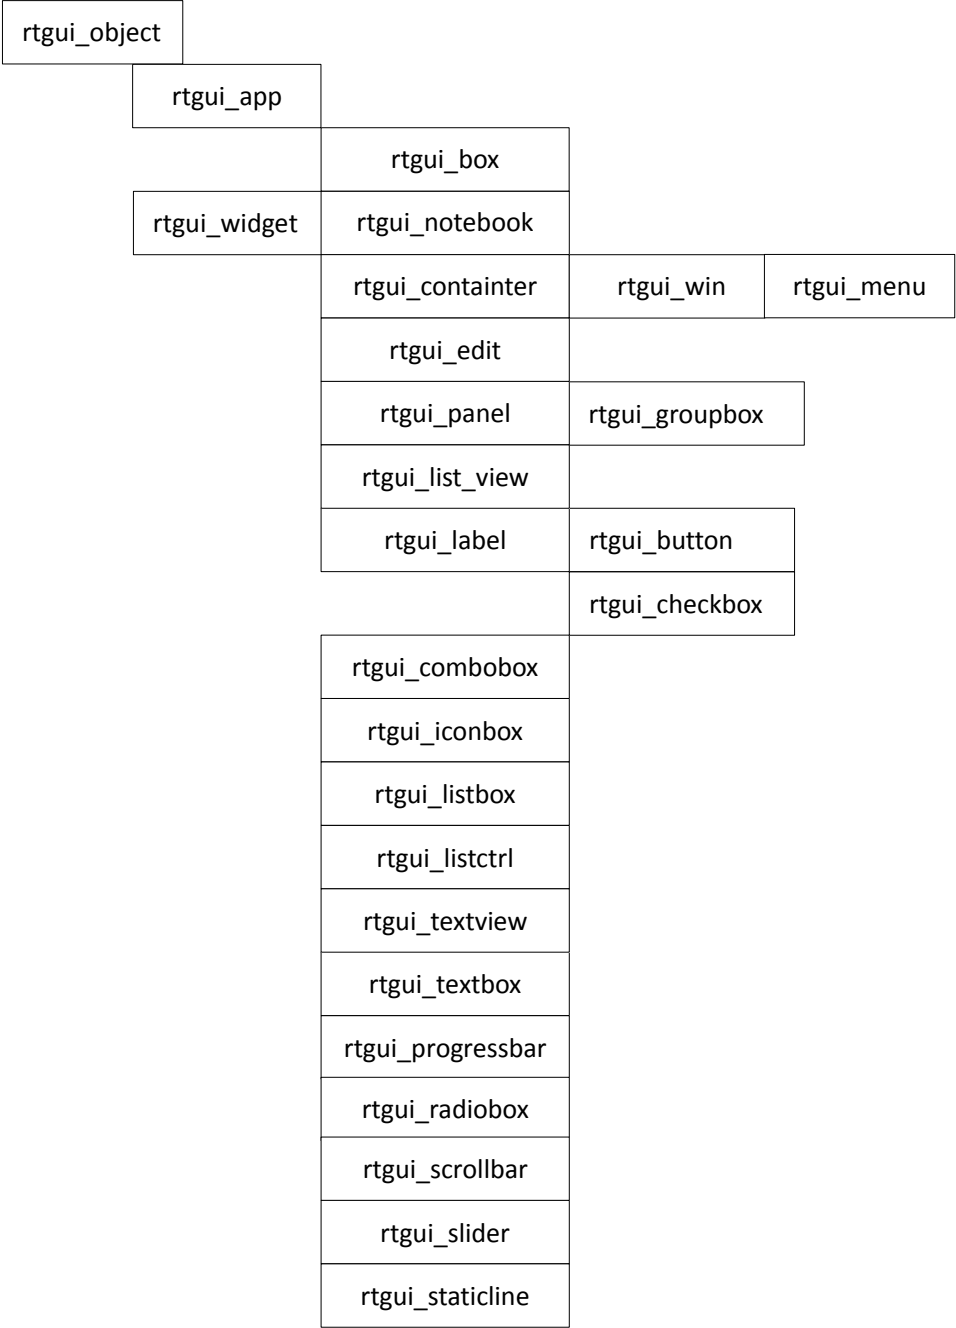 rtgui_object
rtgui_app
rtgui_box
rtgui_widget rtgui_notebook
rtgui_containter rtgui_win rtgui_menu
rtgui_edit
rtgui_panel rtgui_groupbox
rtgui_list_view
rtgui_label rtgui_button
rtgui_checkbox
rtgui_combobox
rtgui_iconbox
rtgui_listbox
rtgui_listctrl
rtgui_textview
rtgui_textbox
rtgui_progressbar
rtgui_radiobox
rtgui_scrollbar
rtgui_slider
rtgui_staticline